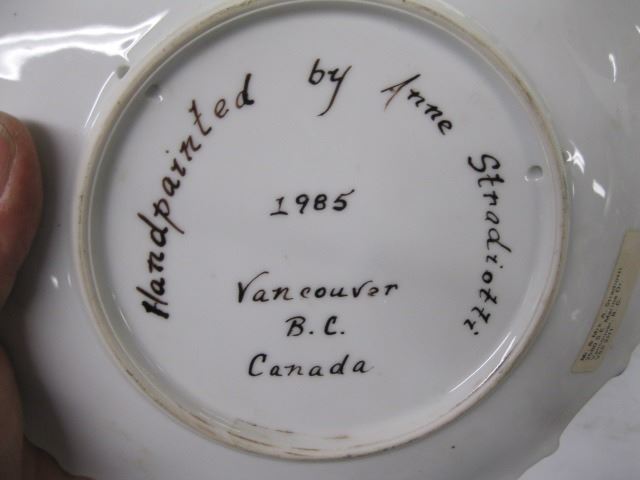 Handpainted by Anne Stradiotti
1985
Vancouver
B.C.
Canada